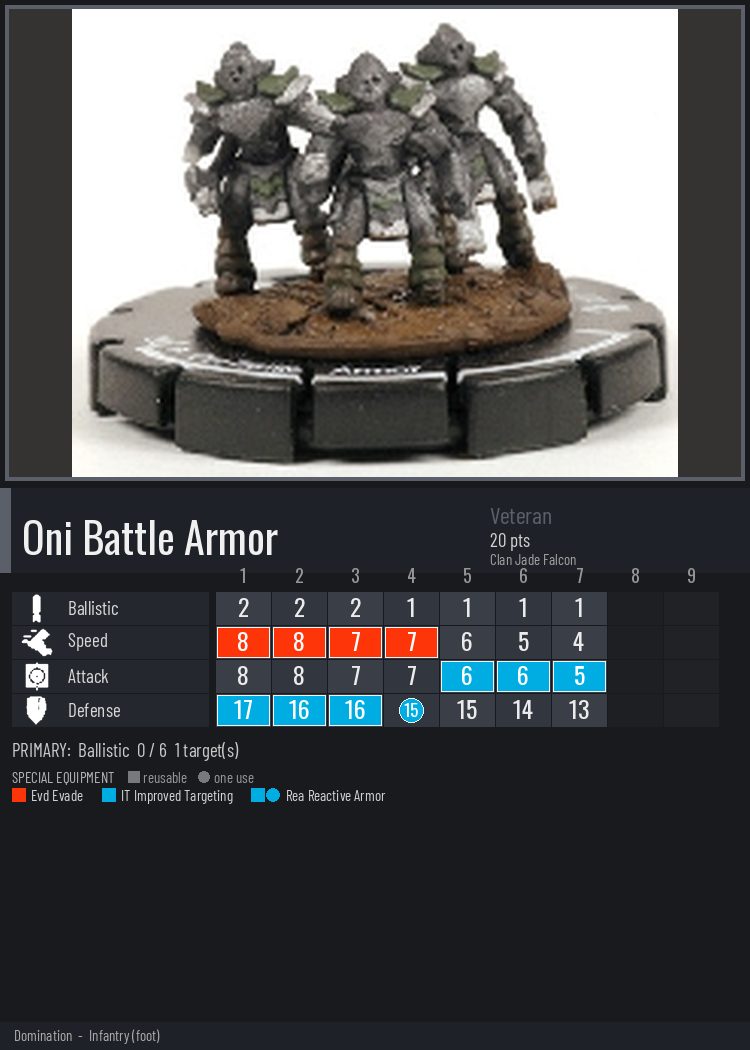 Armor
Oni Battle Armor
Veteran
20 pts
Clan Jade Falcon
1 2 3 4 5 6 7 8 9
Ballistic 2 2 2 1 1 1 1
Speed 8 8 7 7 6 5 4
Attack 8 8 7 7 6 6 5
Defense 17 16 16 15 15 14 13
PRIMARY: Ballistic 0 / 6 1 target(s)
SPECIAL EQUIPMENT reusable one use
Evd Evade IT Improved Targeting Rea Reactive Armor
Domination - Infantry (foot)